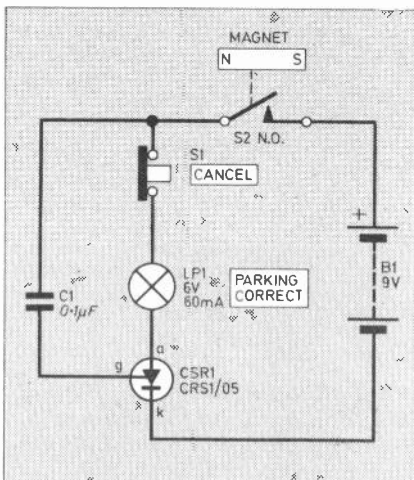 MAGNET
N S
S2 N.O.
S1
CANCEL
+
B1
9V
LP1
6V
60mA
PARKING
CORRECT
C1
0·1µF
a
g
CSR1
CRS1/05
k